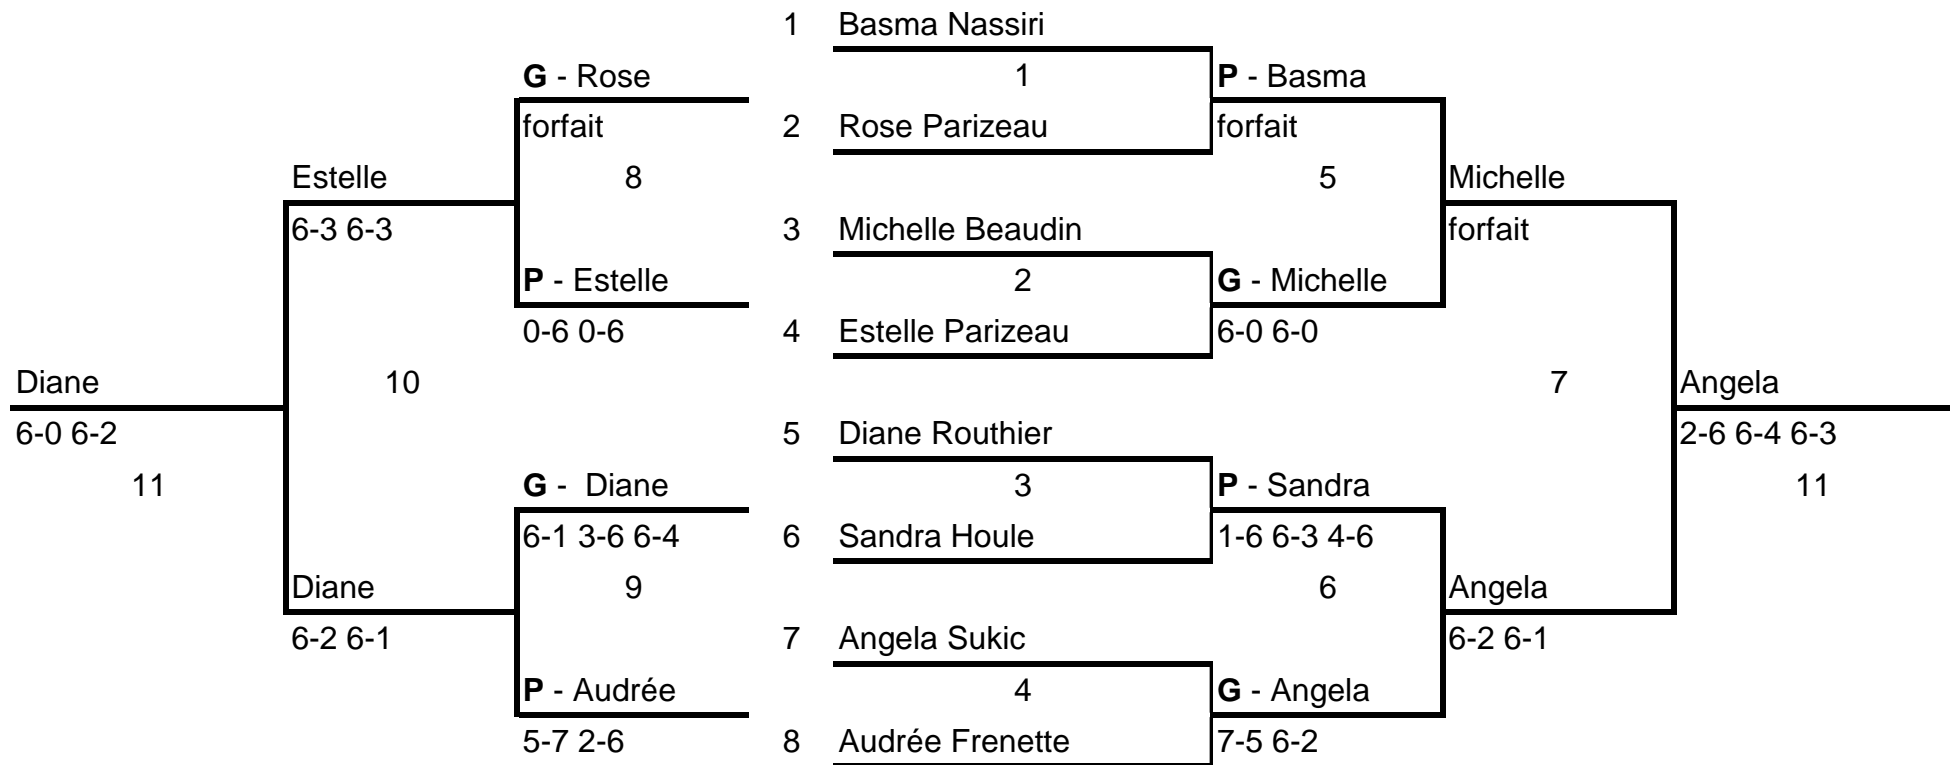 1 Basma Nassiri
G - Rose 1 P - Basma
forfait 2 Rose Parizeau forfait
Estelle 8 5 Michelle
6-3 6-3 3 Michelle Beaudin forfait
P - Estelle 2 G - Michelle
0-6 0-6 4 Estelle Parizeau 6-0 6-0
Diane 10 7 Angela
6-0 6-2 5 Diane Routhier 2-6 6-4 6-3
11 G - Diane 3 P - Sandra 11
6-1 3-6 6-4 6 Sandra Houle 1-6 6-3 4-6
Diane 9 6 Angela
6-2 6-1 7 Angela Sukic 6-2 6-1
P - Audrée 4 G - Angela
5-7 2-6 8 Audrée Frenette 7-5 6-2